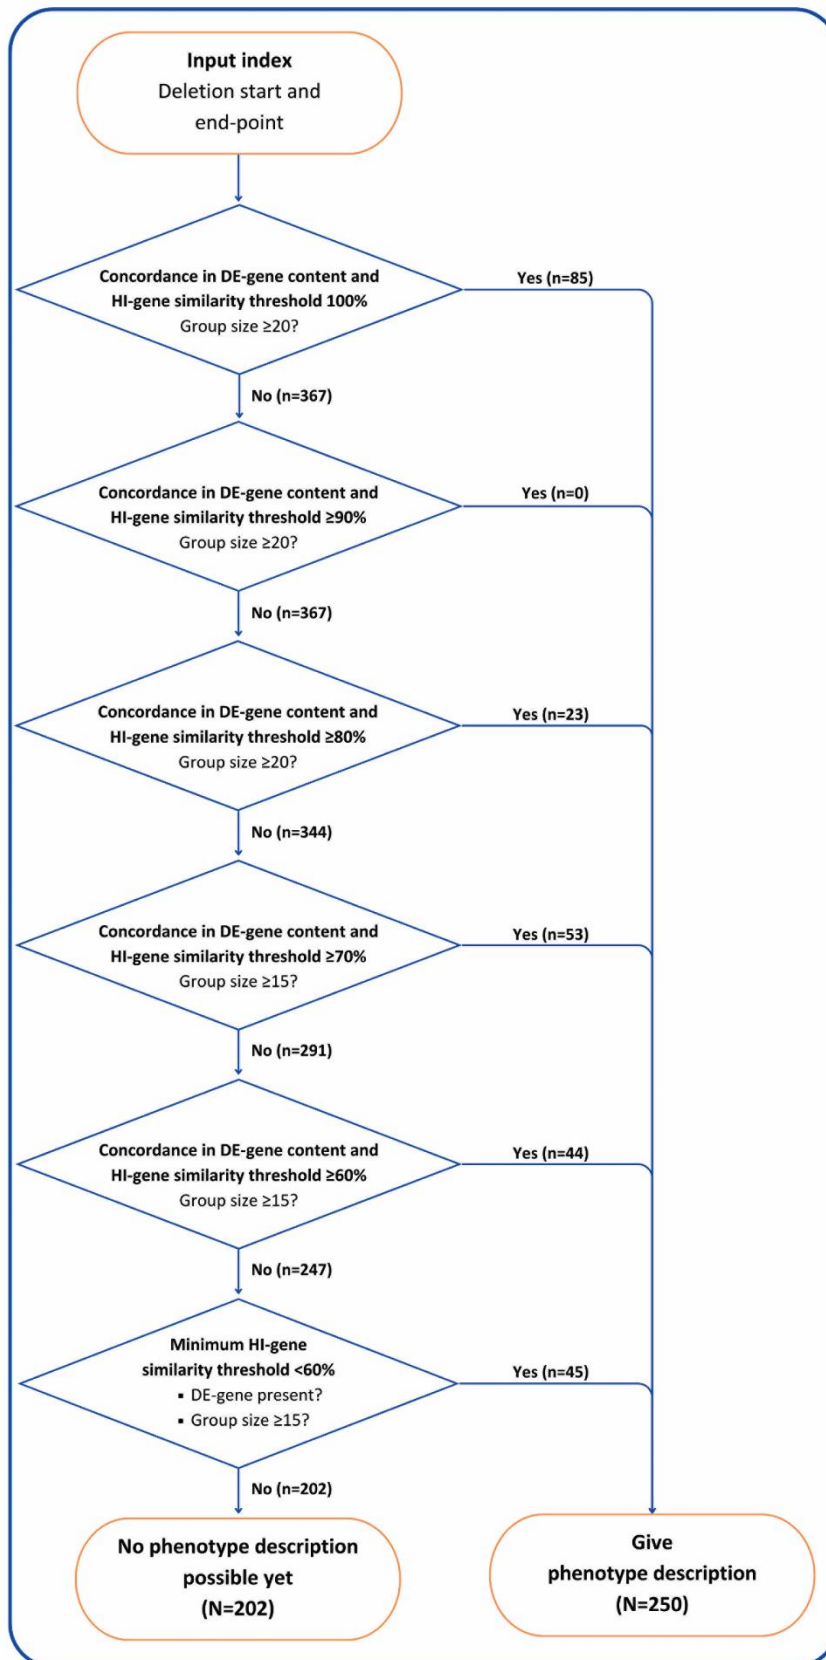 Input index
Deletion start and
end-point
Concordance in DE-gene content and
HI-gene similarity threshold 100%
Group size ≥20?
Yes (n=85)
No (n=367)
Concordance in DE-gene content and
HI-gene similarity threshold ≥90%
Group size ≥20?
Yes (n=0)
No (n=367)
Concordance in DE-gene content and
HI-gene similarity threshold ≥80%
Group size ≥20?
Yes (n=23)
No (n=344)
Concordance in DE-gene content and
HI-gene similarity threshold ≥70%
Group size ≥15?
Yes (n=53)
No (n=291)
Concordance in DE-gene content and
HI-gene similarity threshold ≥60%
Group size ≥15?
Yes (n=44)
No (n=247)
Minimum HI-gene
similarity threshold <60%
▪ DE-gene present?
▪ Group size ≥15?
Yes (n=45)
No (n=202)
No phenotype description
possible yet
(N=202)
Give
phenotype description
(N=250)